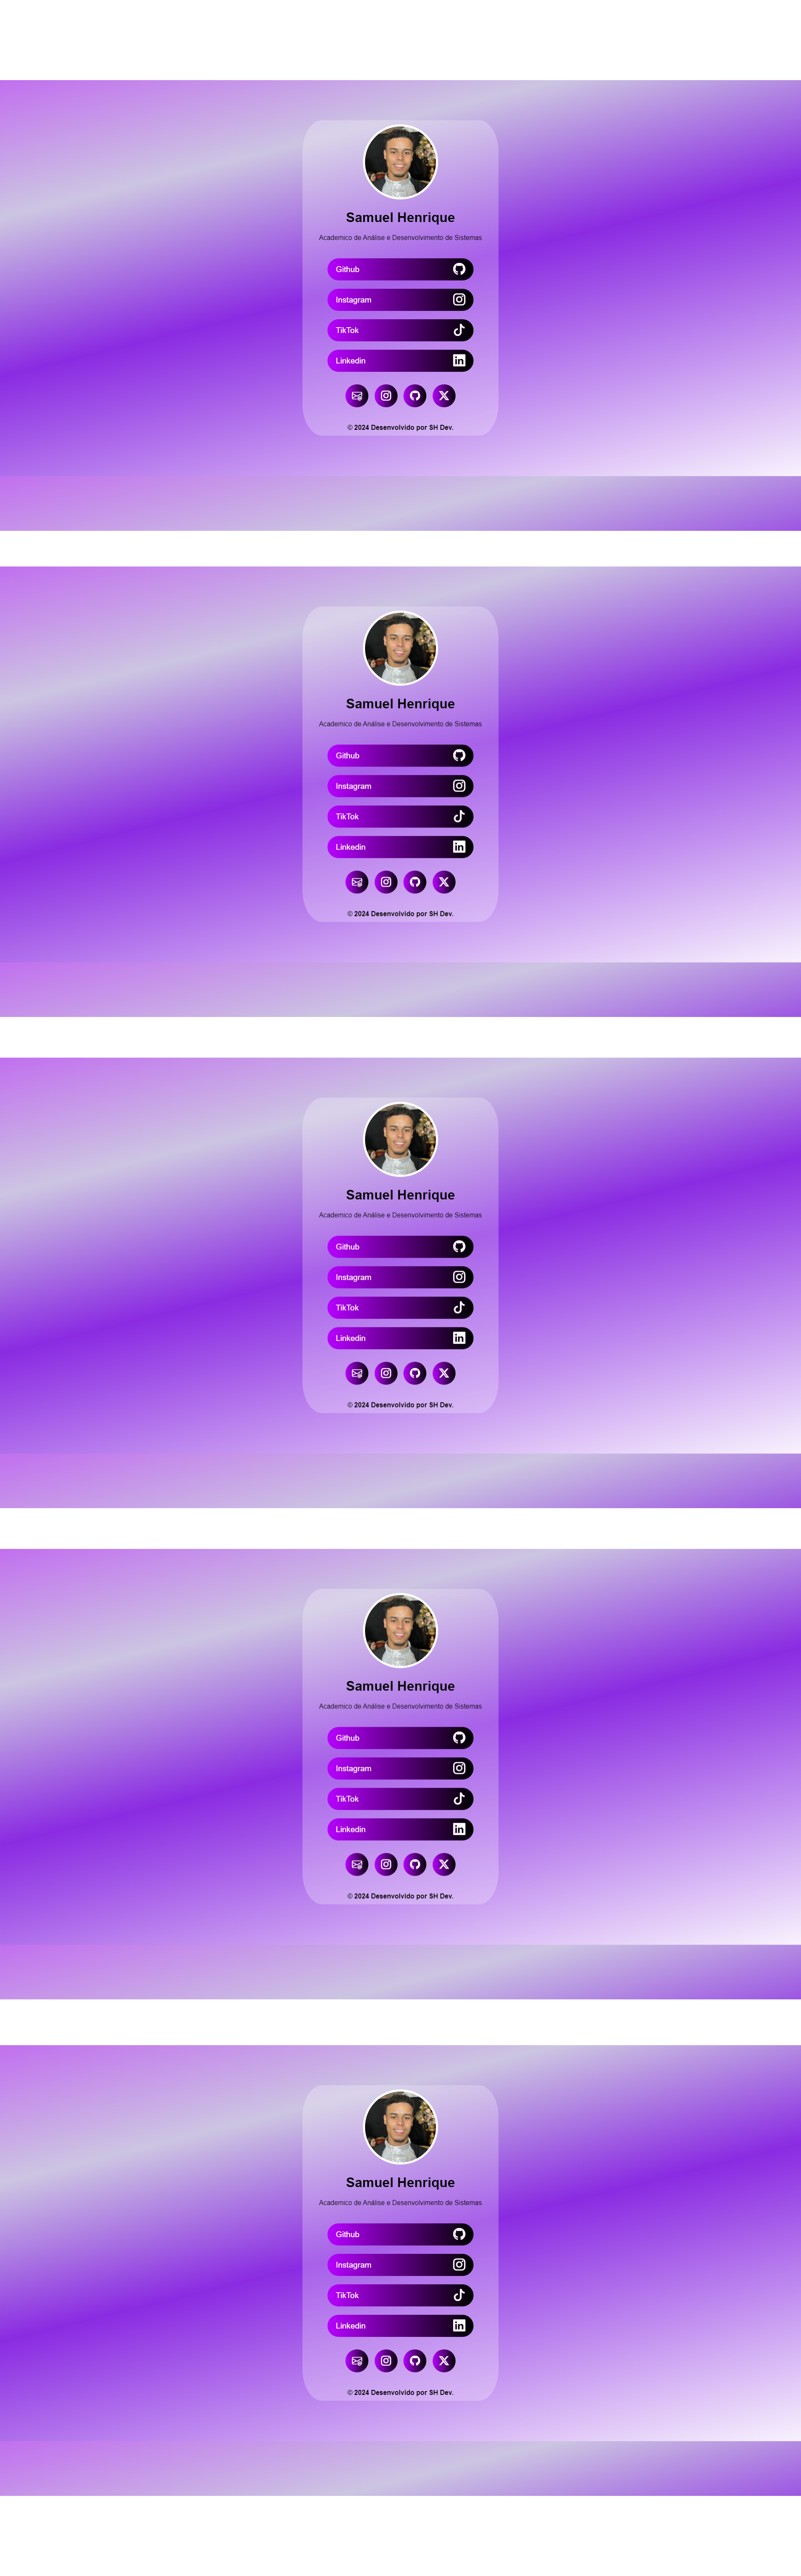 Samuel Henrique
Academico de Análise e Desenvolvimento de Sistemas
Github
Instagram
TikTok
Linkedin
© 2024 Desenvolvido por SH Dev.
Samuel Henrique
Academico de Análise e Desenvolvimento de Sistemas
Github
Instagram
TikTok
Linkedin
© 2024 Desenvolvido por SH Dev.
Samuel Henrique
Academico de Análise e Desenvolvimento de Sistemas
Github
Instagram
TikTok
Linkedin
© 2024 Desenvolvido por SH Dev.
Samuel Henrique
Academico de Análise e Desenvolvimento de Sistemas
Github
Instagram
TikTok
Linkedin
© 2024 Desenvolvido por SH Dev.
Samuel Henrique
Academico de Análise e Desenvolvimento de Sistemas
Github
Instagram
TikTok
Linkedin
© 2024 Desenvolvido por SH Dev.